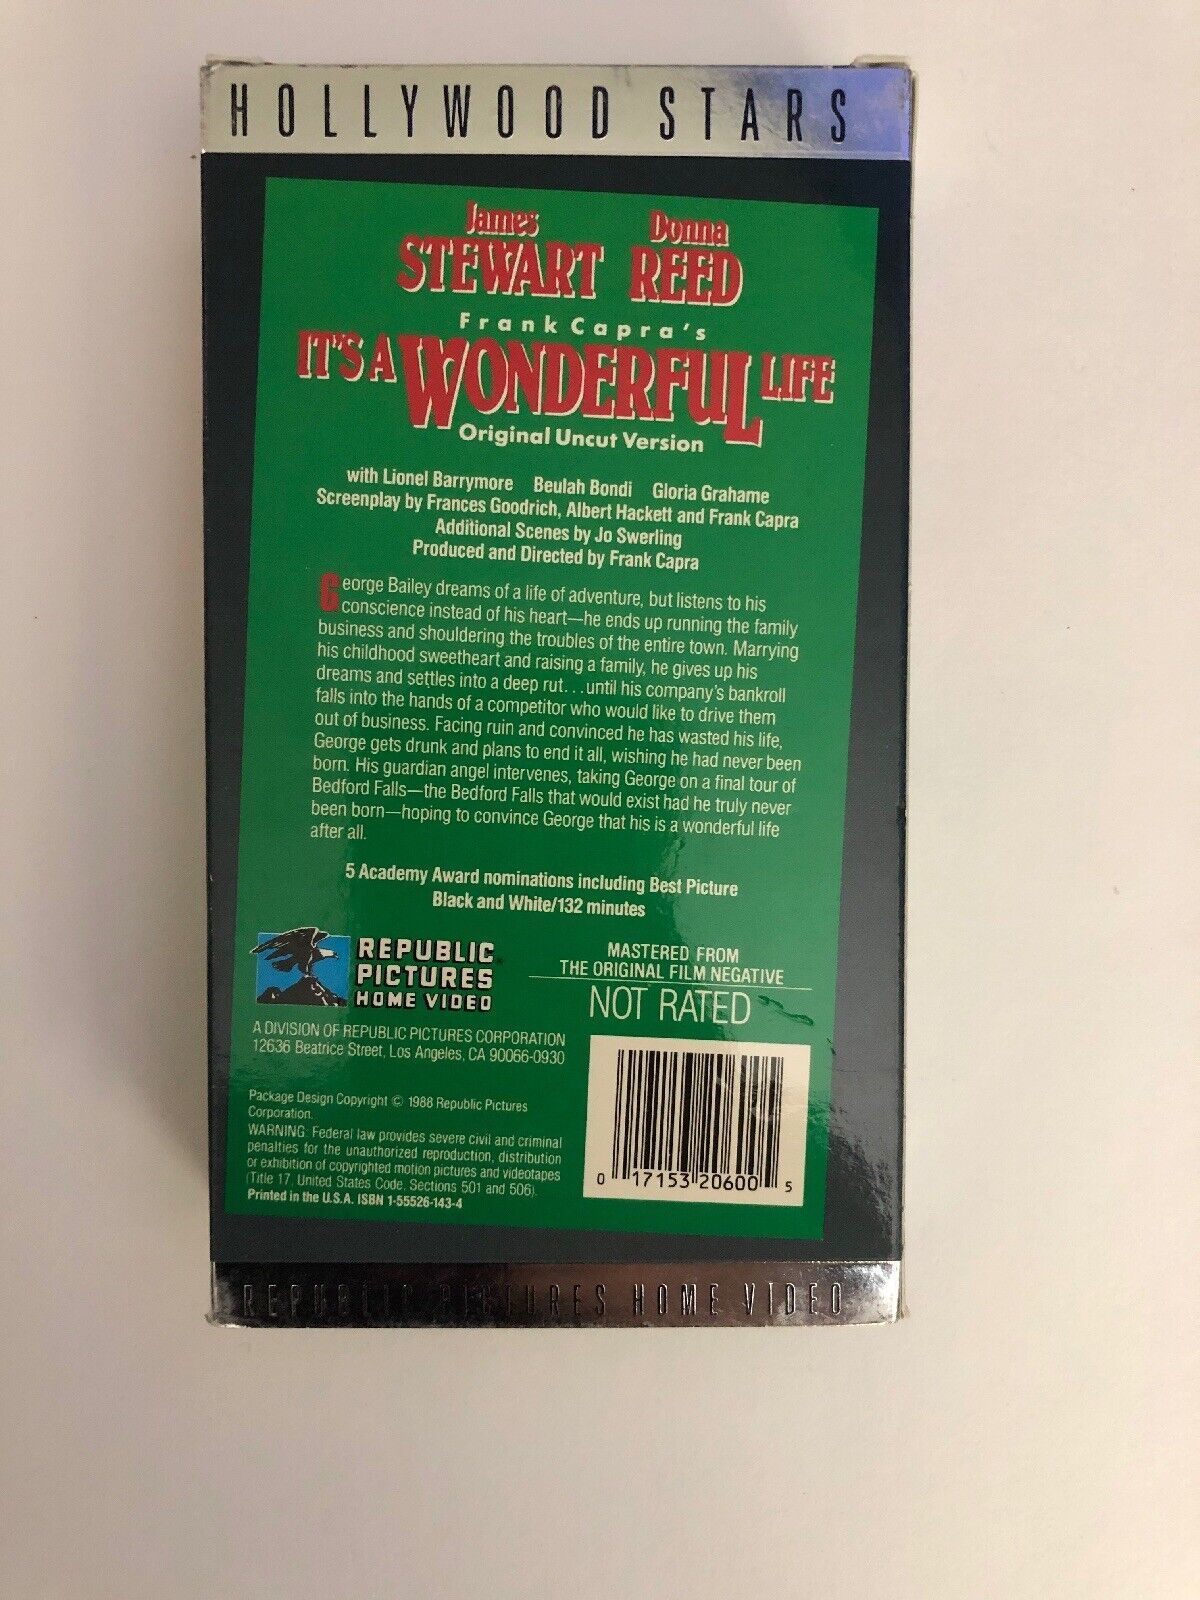 HOLLYWOOD STARS
James Donna
STEWART REED
Frank Capra's
IT'S A WONDERFUL LIFE
Original Uncut Version
with Lionel Barrymore Beulah Bondi Gloria Grahame
Screenplay by Frances Goodrich, Albert Hackett and Frank Capra
Additional Scenes by Jo Swerling
Produced and Directed by Frank Capra
George Bailey dreams of a life of adventure, but listens to his
conscience instead of his heart—he ends up running the family
business and shouldering the troubles of the entire town. Marrying
his childhood sweetheart and raising a family, he gives up his
dreams and settles into a deep rut...until his company's bankroll
falls into the hands of a competitor who would like to drive them
out of business. Facing ruin and convinced he has wasted his life,
George gets drunk and plans to end it all, wishing he had never been
born. His guardian angel intervenes, taking George on a final tour of
Bedford Falls—the Bedford Falls that would exist had he truly never
been born—hoping to convince George that his is a wonderful life
after all.
5 Academy Award nominations including Best Picture
Black and White/132 minutes
REPUBLIC
PICTURES
HOME VIDEO
A DIVISION OF REPUBLIC PICTURES CORPORATION
12636 Beatrice Street, Los Angeles, CA 90066-0930
MASTERED FROM
THE ORIGINAL FILM NEGATIVE
NOT RATED
Package Design Copyright © 1988 Republic Pictures
Corporation.
WARNING: Federal law provides severe civil and criminal
penalties for the unauthorized reproduction, distribution
or exhibition of copyrighted motion pictures and videotapes
(Title 17, United States Code, Sections 501 and 506).
Printed in the U.S.A. ISBN 1-55526-143-4
0 17153 20600 5
REPUBLIC PICTURES HOME VIDEO